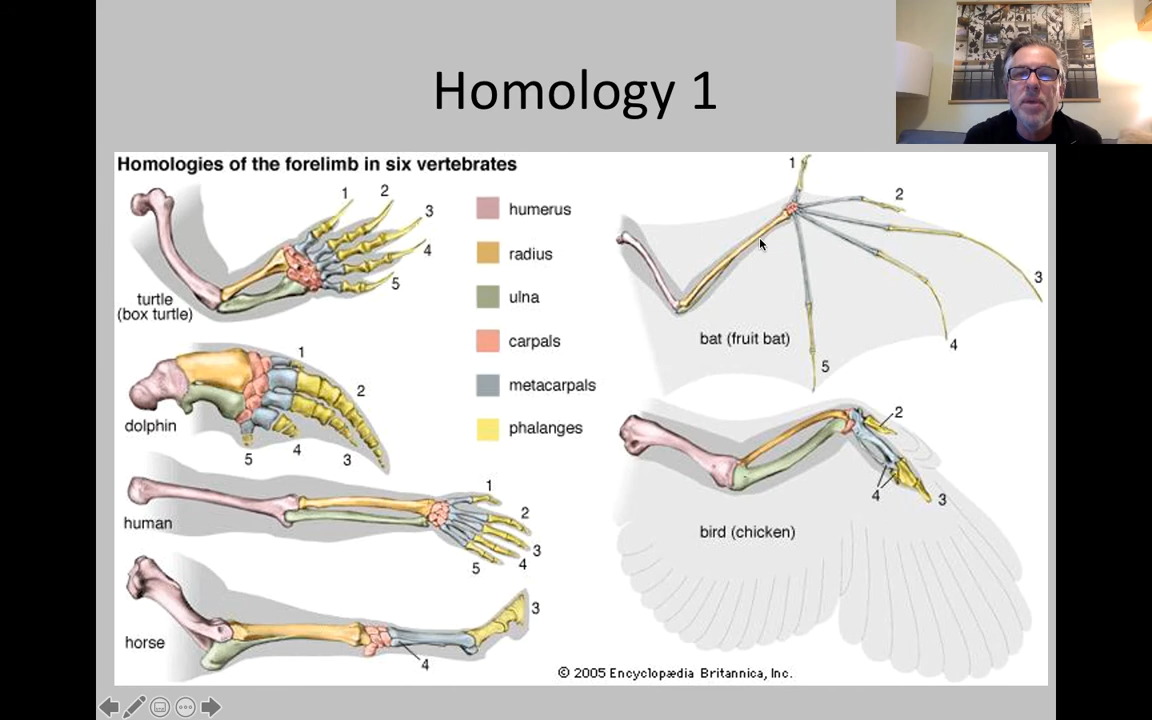 Homology 1
Homologies of the forelimb in six vertebrates
1
2
3
4
5
turtle
(box turtle)
1
2
3
4
5
dolphin
1
2
3
4
5
human
3
4
horse
humerus
radius
ulna
carpals
metacarpals
phalanges
1
2
3
4
5
bat (fruit bat)
2
3
4
bird (chicken)
© 2005 Encyclopædia Britannica, Inc.